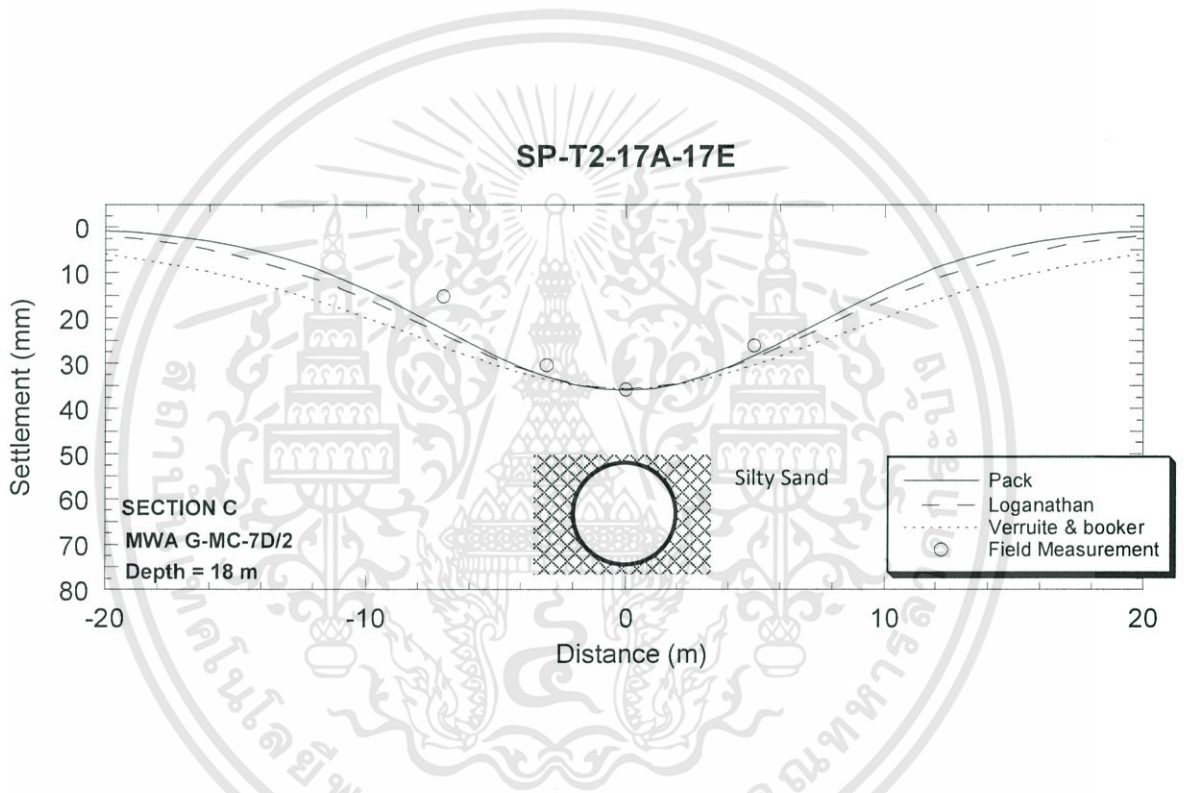 SP-T2-17A-17E
Settlement (mm)
0
10
20
30
40
50
60
70
80
SECTION C
MWA G-MC-7D/2
Depth = 18 m
Silty Sand
Pack
Loganathan
Verruite & booker
Field Measurement
-20
-10
0
10
20
Distance (m)